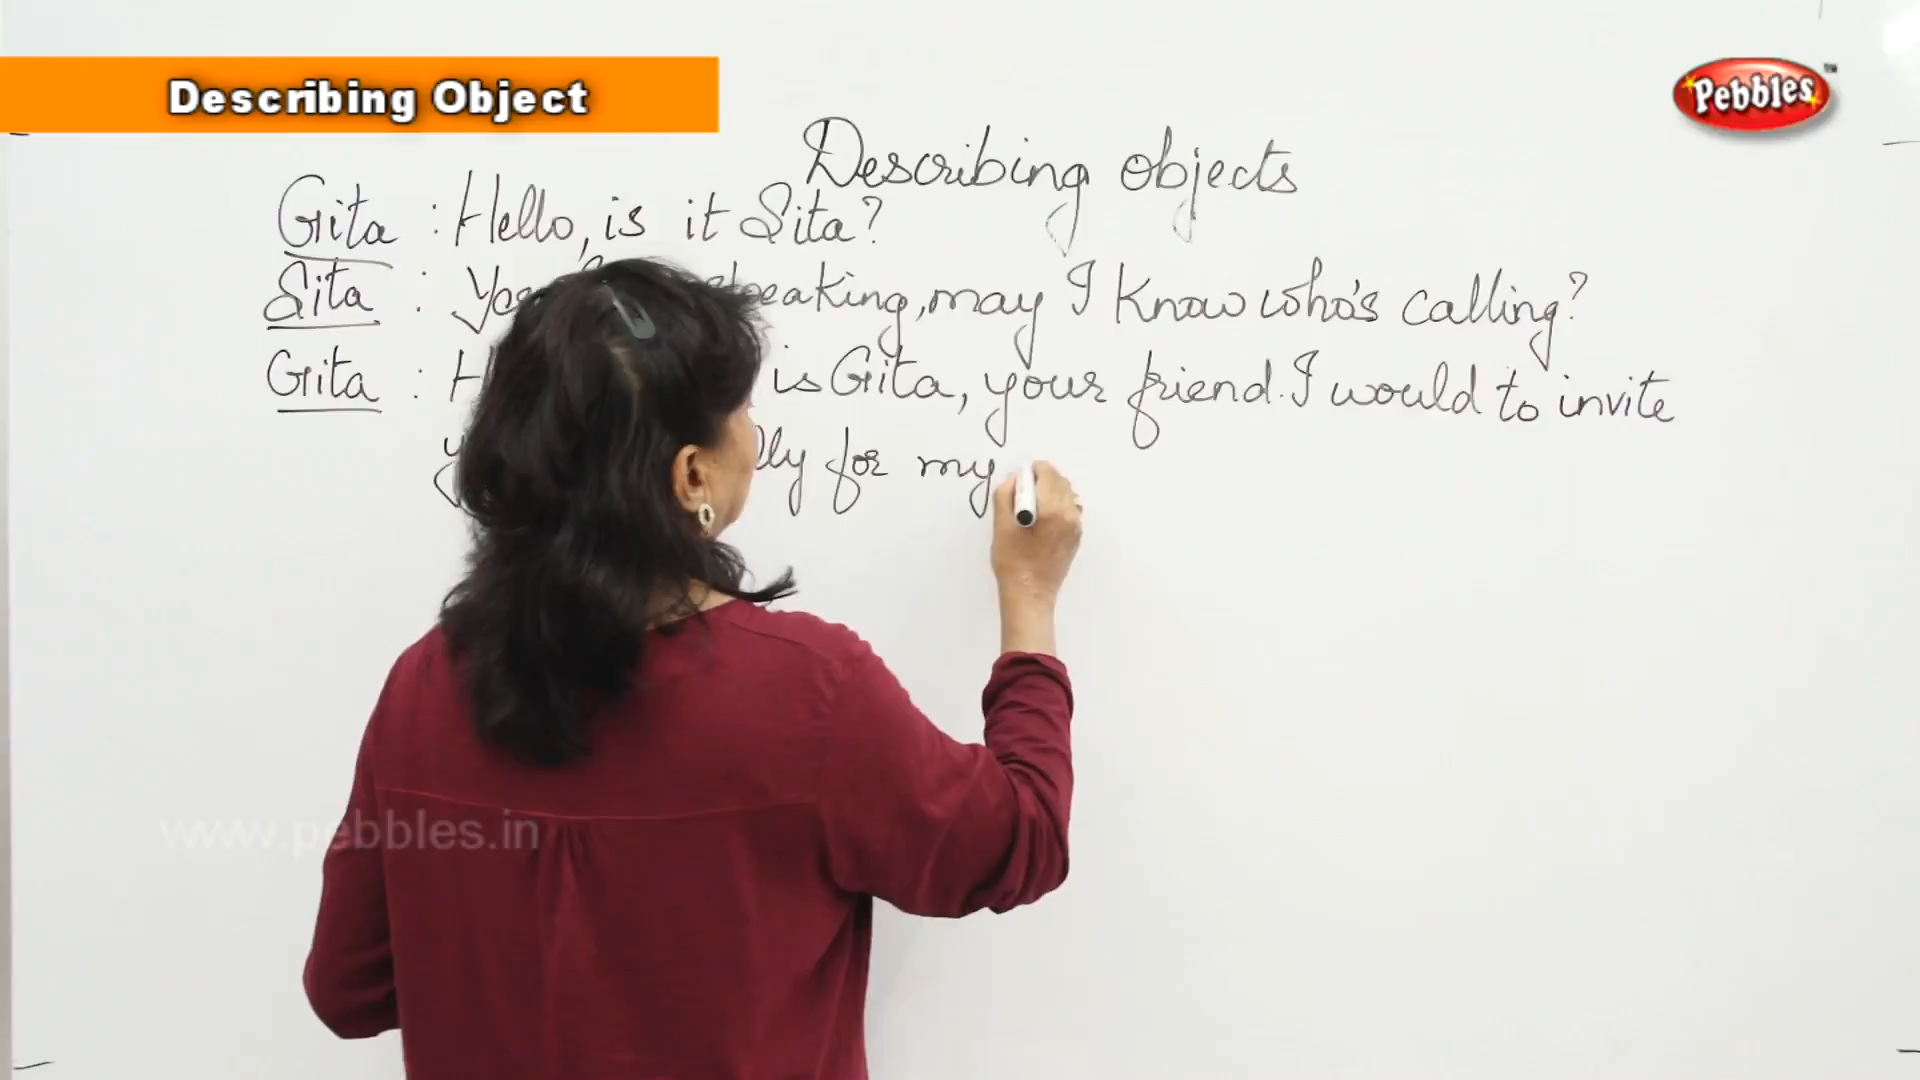 Describing Object
Pebbles™
Describing objects
Gita : Hello, is it Sita?
Sita : speaking, may I know who's calling?
Gita : is Gita, your friend. I would to invite
for my
www.pebbles.in